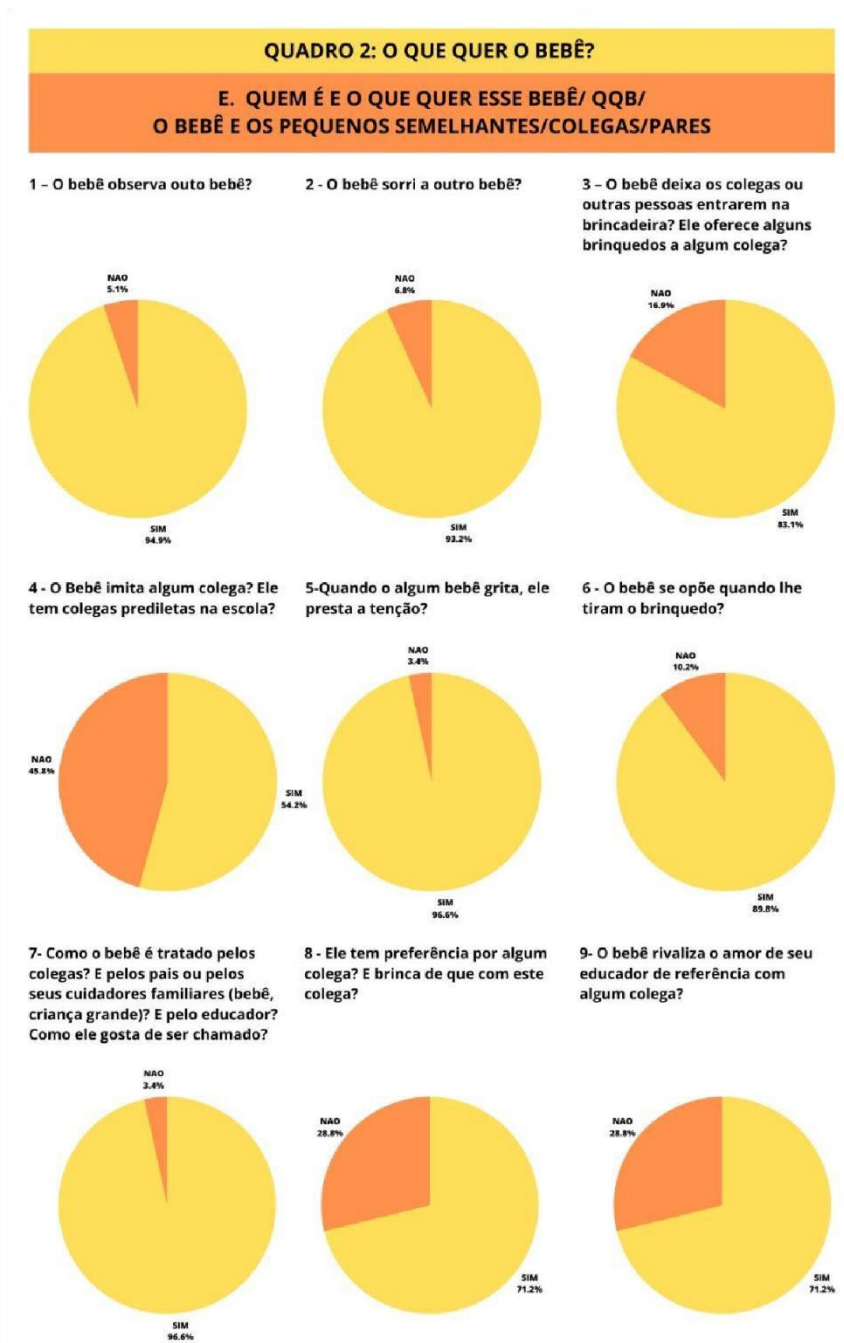 QUADRO 2: O QUE QUER O BEBÊ?
E. QUEM É E O QUE QUER ESSE BEBÊ/ QQB/
O BEBÊ E OS PEQUENOS SEMELHANTES/COLEGAS/PARES
1 – O bebê observa outo bebê?
NAO
5.1%
SIM
94.9%
2 - O bebê sorri a outro bebê?
NAO
6.8%
SIM
93.2%
3 – O bebê deixa os colegas ou
outras pessoas entrarem na
brincadeira? Ele oferece alguns
brinquedos a algum colega?
NAO
16.9%
SIM
83.1%
4 - O Bebê imita algum colega? Ele
tem colegas prediletas na escola?
NAO
45.8%
SIM
54.2%
5-Quando o algum bebê grita, ele
presta a tenção?
NAO
3.4%
SIM
96.6%
6 - O bebê se opõe quando lhe
tiram o brinquedo?
NAO
10.2%
SIM
89.8%
7- Como o bebê é tratado pelos
colegas? E pelos pais ou pelos
seus cuidadores familiares (bebê,
criança grande)? E pelo educador?
Como ele gosta de ser chamado?
NAO
3.4%
SIM
96.6%
8 - Ele tem preferência por algum
colega? E brinca de que com este
colega?
NAO
28.8%
SIM
71.2%
9- O bebê rivaliza o amor de seu
educador de referência com
algum colega?
NAO
28.8%
SIM
71.2%